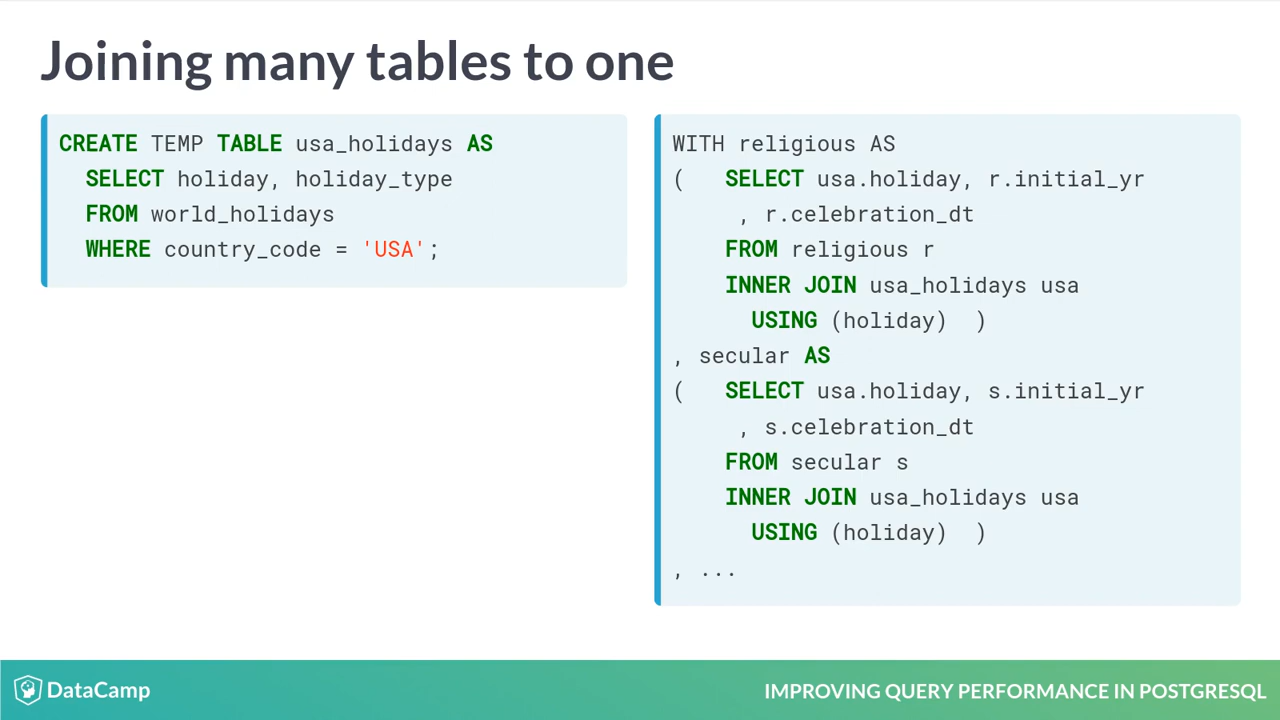 Joining many tables to one
CREATE TEMP TABLE usa_holidays AS
SELECT holiday, holiday_type
FROM world_holidays
WHERE country_code = 'USA';
WITH religious AS
(   SELECT usa.holiday, r.initial_yr
, r.celebration_dt
FROM religious r
INNER JOIN usa_holidays usa
USING (holiday)  )
, secular AS
(   SELECT usa.holiday, s.initial_yr
, s.celebration_dt
FROM secular s
INNER JOIN usa_holidays usa
USING (holiday)  )
, ...
DataCamp
IMPROVING QUERY PERFORMANCE IN POSTGRESQL